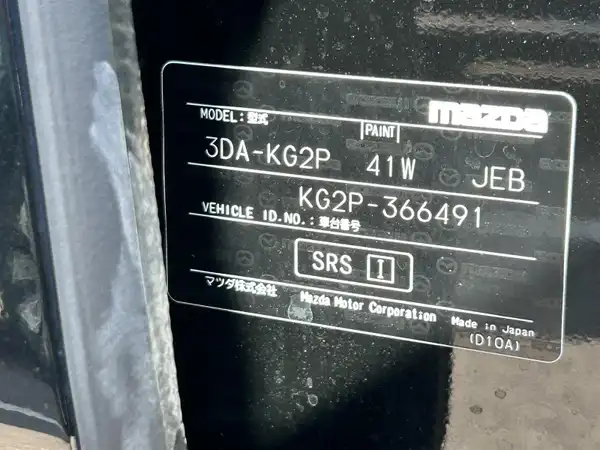 mazda
MODEL:型式 PAINT
3DA-KG2P 41W JEB
KG2P-366491
VEHICLE ID.NO.:車台番号
SRS I
マツダ株式会社 Mazda Motor Corporation Made in Japan
(D10A)